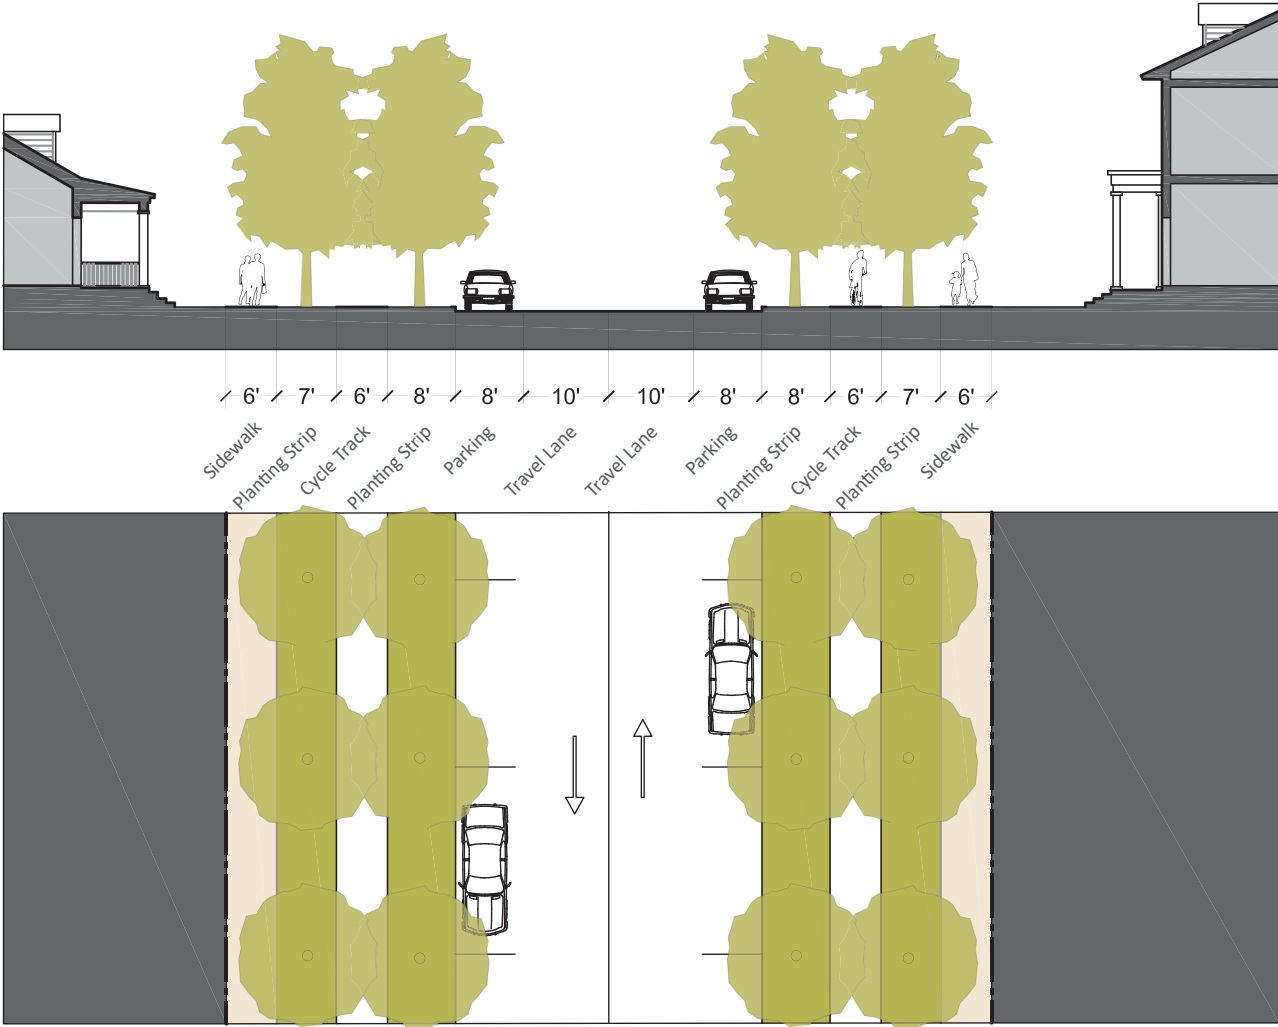 6' 7' 6' 8' 8' 10' 10' 8' 8' 6' 7' 6'
Sidewalk
Planting Strip
Cycle Track
Planting Strip
Parking
Travel Lane
Travel Lane
Parking
Planting Strip
Cycle Track
Planting Strip
Sidewalk